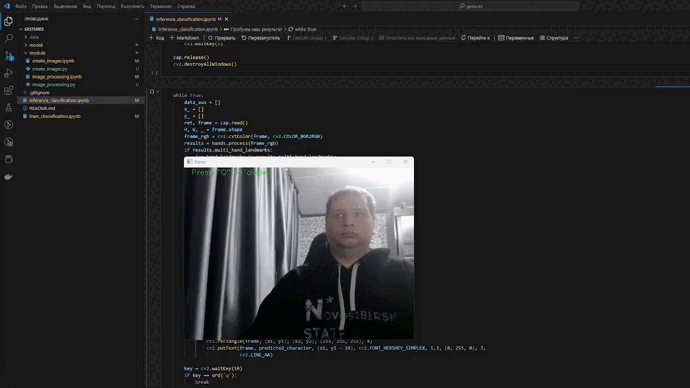 Файл
Правка
Выделение
Вид
Переход
Выполнить
Терминал
Справка
gestures
ПРОВОДНИК
GESTURES
data
model
module
create_images.ipynb M
create_images.py U
image_processing.ipynb M
image_processing.py U
.gitignore
inference_classification.ipynb M
README.md
train_classification.ipynb M
inference_classification.ipynb M
inference_classification.ipynb > Пробуем наш результат > while True:
+ Код + Markdown Прервать Перезапустить Очистить все выходные данные Перейти к Переменные Структура
cv2.waitKey(1)
cap.release()
cv2.destroyAllWindows()
while True:
data_aux = []
x_ = []
y_ = []
ret, frame = cap.read()
H, W, _ = frame.shape
frame_rgb = cv2.cvtColor(frame, cv2.COLOR_BGR2RGB)
results = hands.process(frame_rgb)
if results.multi_hand_landmarks:
frame
Press "Q" to close
N*
NOVOSIBIRSK
STATE
cv2.rectangle(frame, (x1, y1), (x2, y2), (255, 255, 255), 4)
cv2.putText(frame, predicted_character, (x1, y1 - 10), cv2.FONT_HERSHEY_SIMPLEX, 1.3, (0, 255, 0), 3,
cv2.LINE_AA)
key = cv2.waitKey(10)
if key == ord('q'):
break